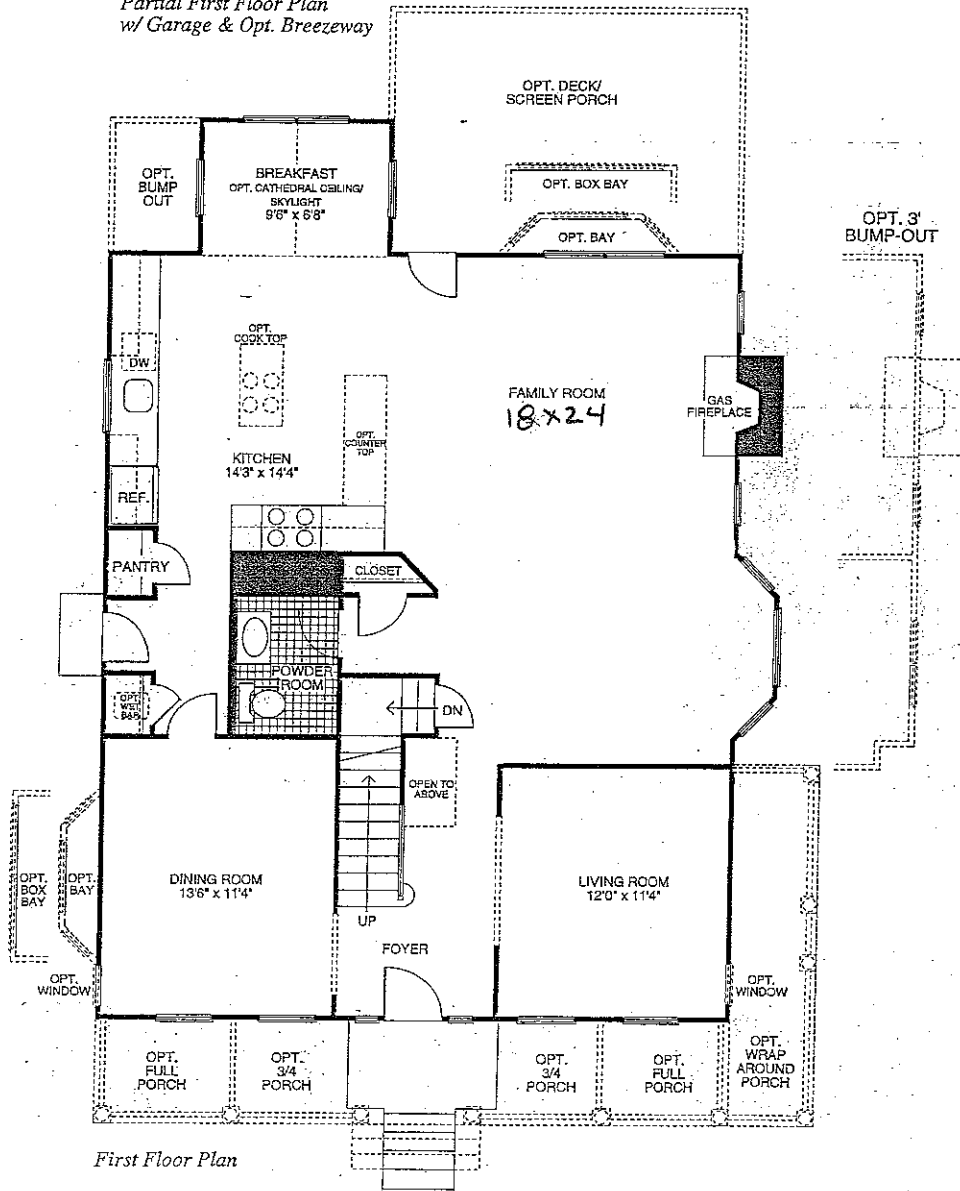 Partial First Floor Plan
w/ Garage & Opt. Breezeway
OPT. DECK/
SCREEN PORCH
OPT.
BUMP
OUT
BREAKFAST
OPT. CATHEDRAL CEILING/
SKYLIGHT
9'6" x 6'8"
OPT. BOX BAY
OPT. BAY
OPT. 3'
BUMP-OUT
OPT.
COOK TOP
DW
FAMILY ROOM
18x24
GAS
FIREPLACE
OPT.
COUNTER
TOP
KITCHEN
14'3" x 14'4"
REF.
PANTRY
CLOSET
POWDER
ROOM
OPT.
WET
BAR
DN
OPEN TO
ABOVE
OPT.
BOX
BAY
OPT.
BAY
DINING ROOM
13'6" x 11'4"
LIVING ROOM
12'0" x 11'4"
UP
FOYER
OPT.
WINDOW
OPT.
WINDOW
OPT.
FULL
PORCH
OPT.
3/4
PORCH
OPT.
3/4
PORCH
OPT.
FULL
PORCH
OPT.
WRAP
AROUND
PORCH
First Floor Plan